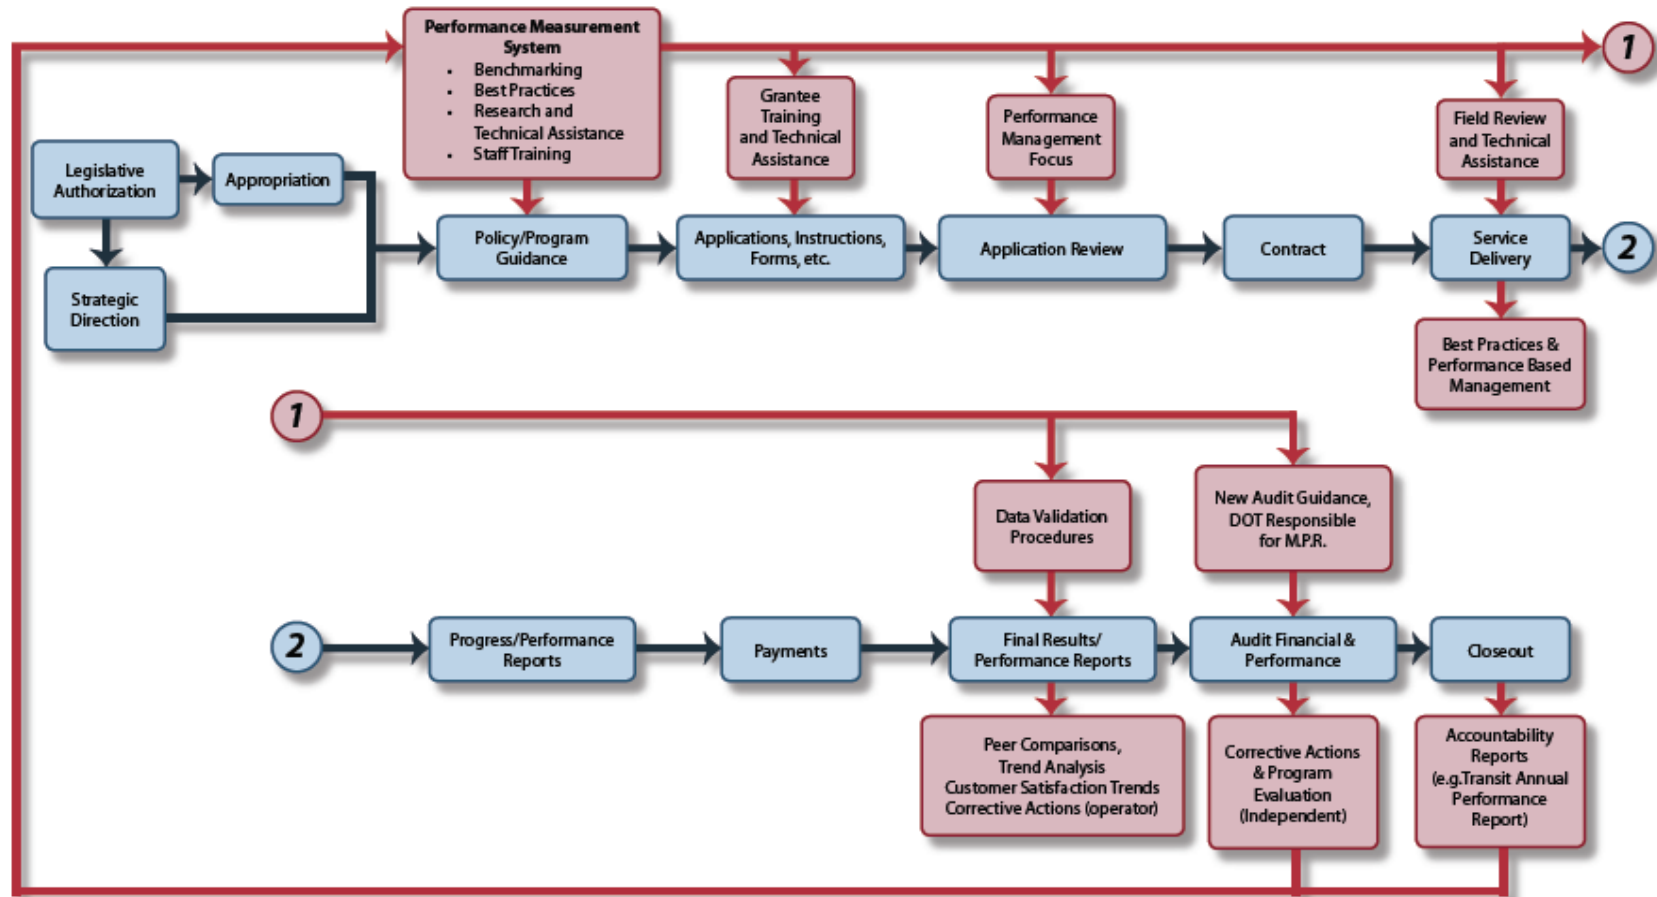 Performance Measurement
System
• Benchmarking
• Best Practices
• Research and
Technical Assistance
• Staff Training
1
Grantee
Training
and Technical
Assistance
Performance
Management
Focus
Field Review
and Technical
Assistance
Legislative
Authorization
Appropriation
Strategic
Direction
Policy/Program
Guidance
Applications, Instructions,
Forms, etc.
Application Review
Contract
Service
Delivery
2
Best Practices &
Performance Based
Management
1
Data Validation
Procedures
New Audit Guidance,
DOT Responsible
for M.P.R.
2
Progress/Performance
Reports
Payments
Final Results/
Performance Reports
Audit Financial &
Performance
Closeout
Peer Comparisons,
Trend Analysis
Customer Satisfaction Trends
Corrective Actions (operator)
Corrective Actions
& Program
Evaluation
(Independent)
Accountability
Reports
(e.g.Transit Annual
Performance
Report)